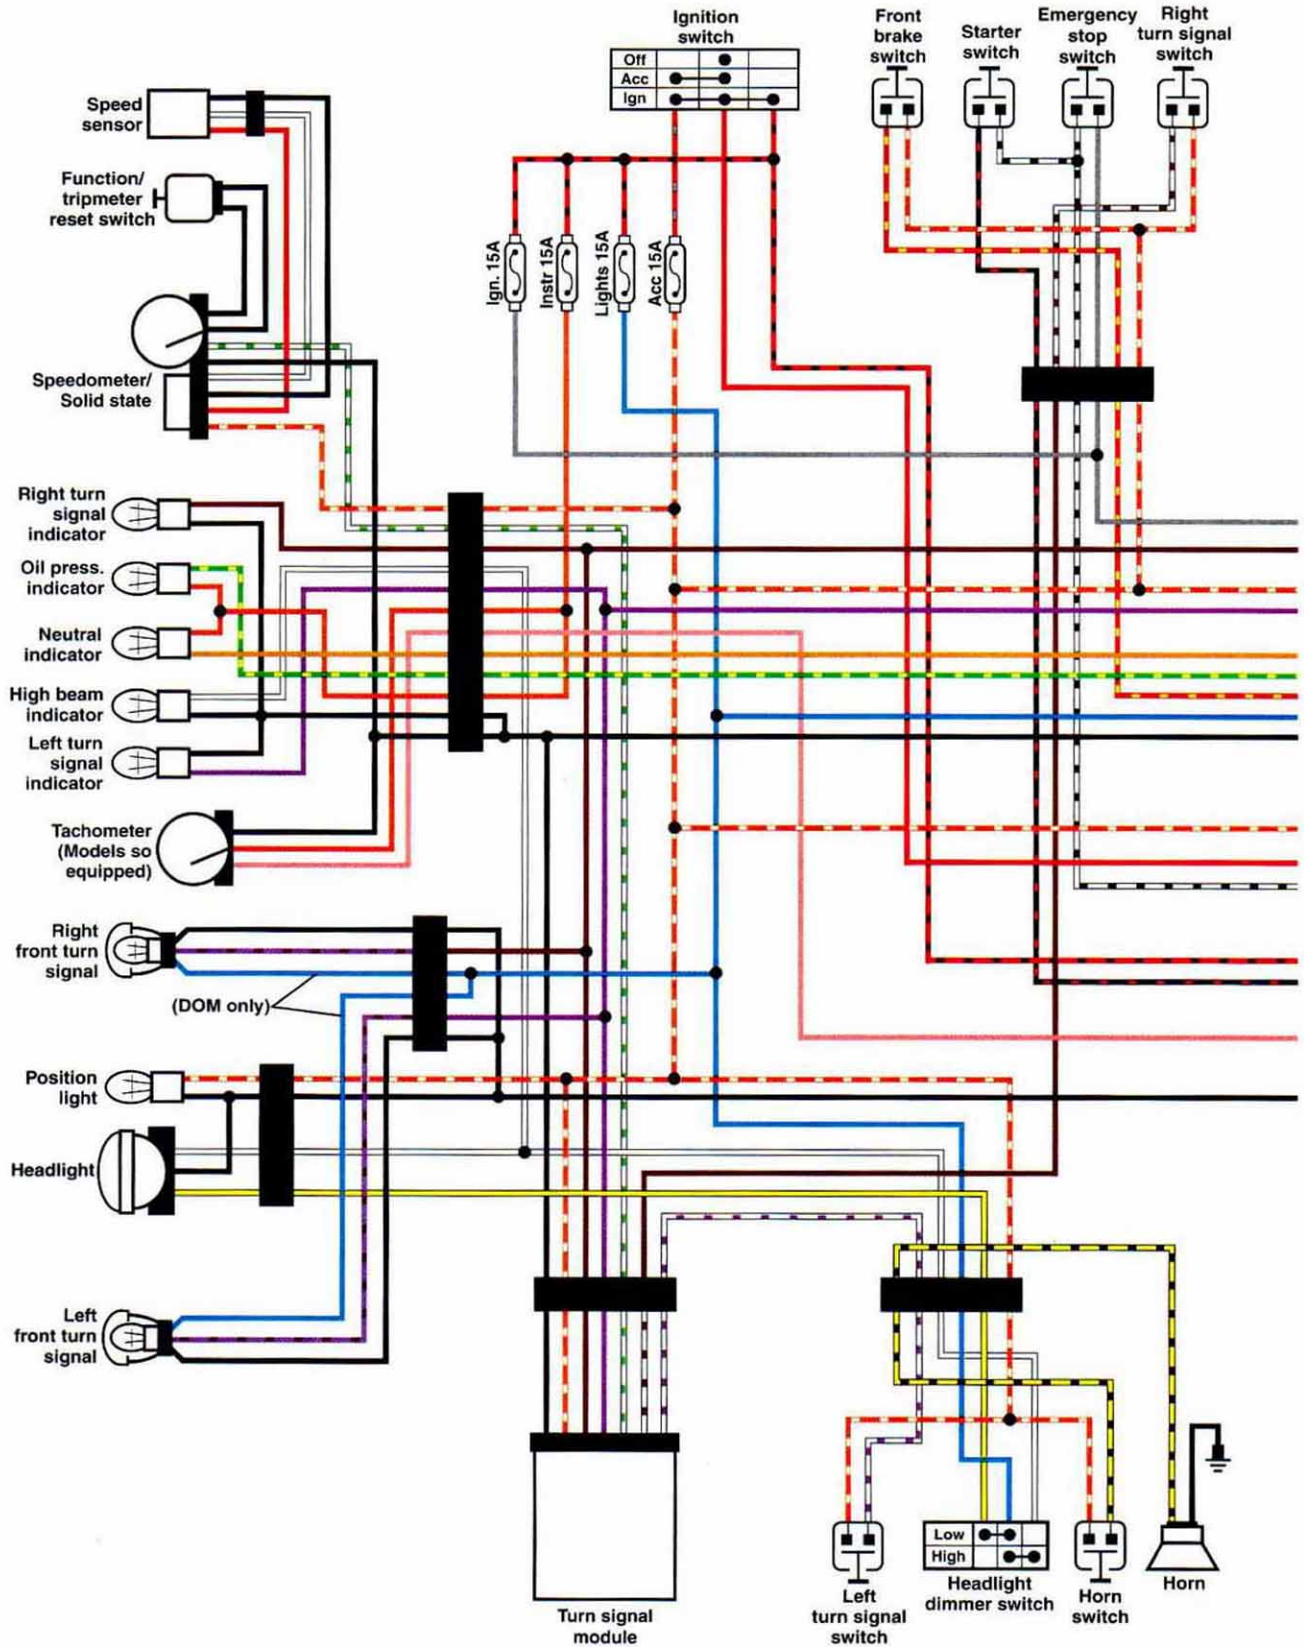 Ignition
switch
Off
Acc
Ign
Front
brake
switch
Starter
switch
Emergency
stop
switch
Right
turn signal
switch
Speed
sensor
Function/
tripmeter
reset switch
Ign. 15A
Instr 15A
Lights 15A
Acc 15A
Speedometer/
Solid state
Right turn
signal
indicator
Oil press.
indicator
Neutral
indicator
High beam
indicator
Left turn
signal
indicator
Tachometer
(Models so
equipped)
Right
front turn
signal
(DOM only)
Position
light
Headlight
Left
front turn
signal
Turn signal
module
Left
turn signal
switch
Low
High
Headlight
dimmer switch
Horn
switch
Horn